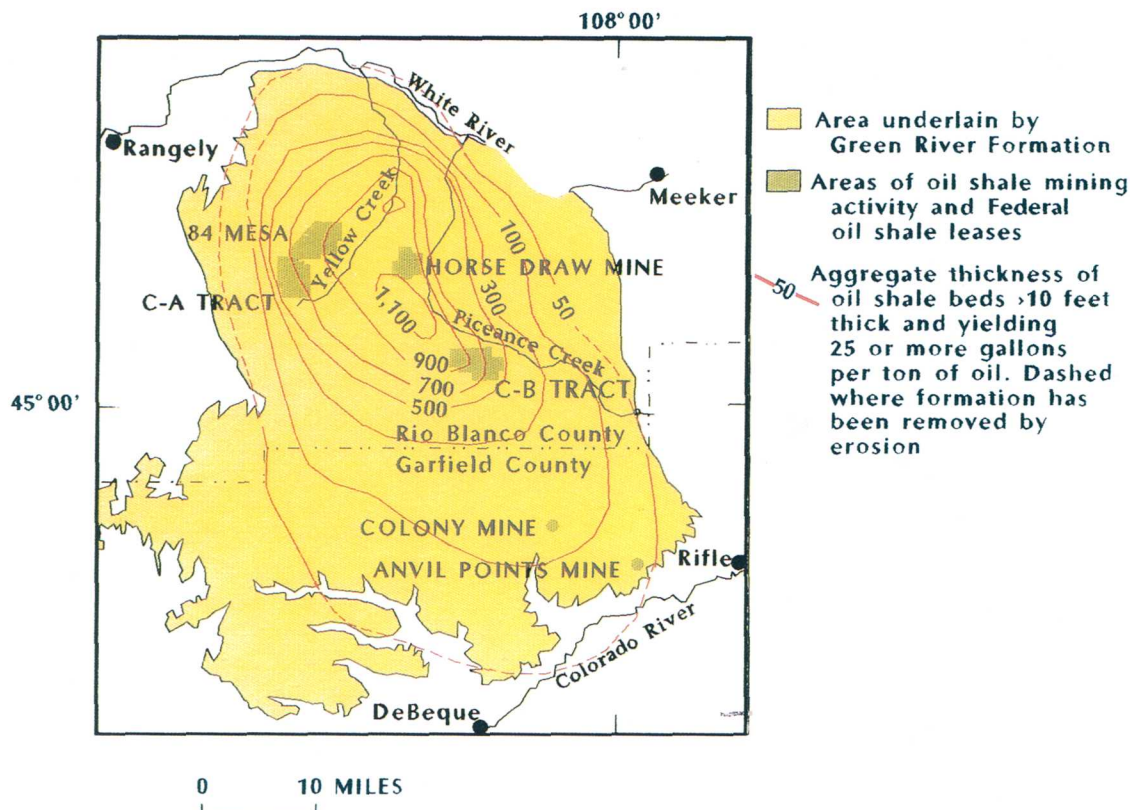 108°00'
White River
Rangely
Meeker
84 MESA
Yellow Creek
100
HORSE DRAW MINE
C-A TRACT
300
50
1,100
Piceance Creek
900
C-B TRACT
700
45°00'
500
Rio Blanco County
Garfield County
COLONY MINE
ANVIL POINTS MINE
Rifle
Colorado River
DeBeque
0 10 MILES
Area underlain by
Green River Formation
Areas of oil shale mining
activity and Federal
oil shale leases
50
Aggregate thickness of
oil shale beds >10 feet
thick and yielding
25 or more gallons
per ton of oil. Dashed
where formation has
been removed by
erosion